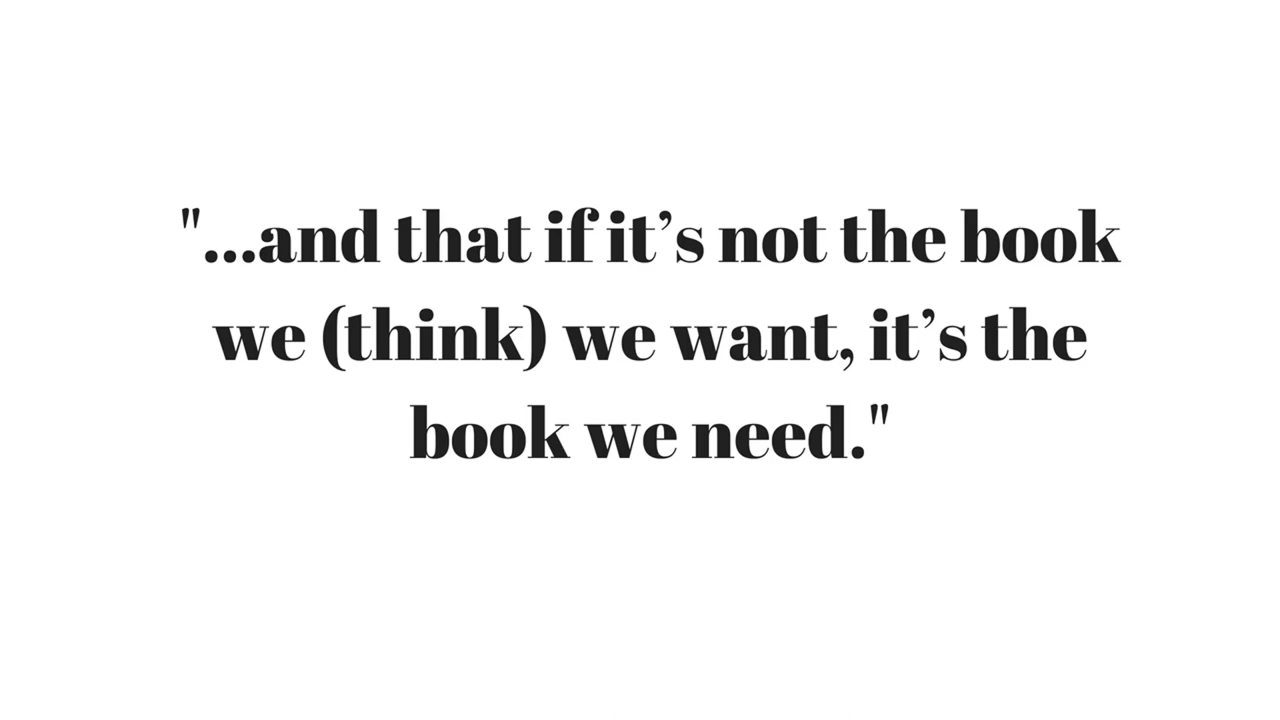 "...and that if it’s not the book
we (think) we want, it’s the
book we need."